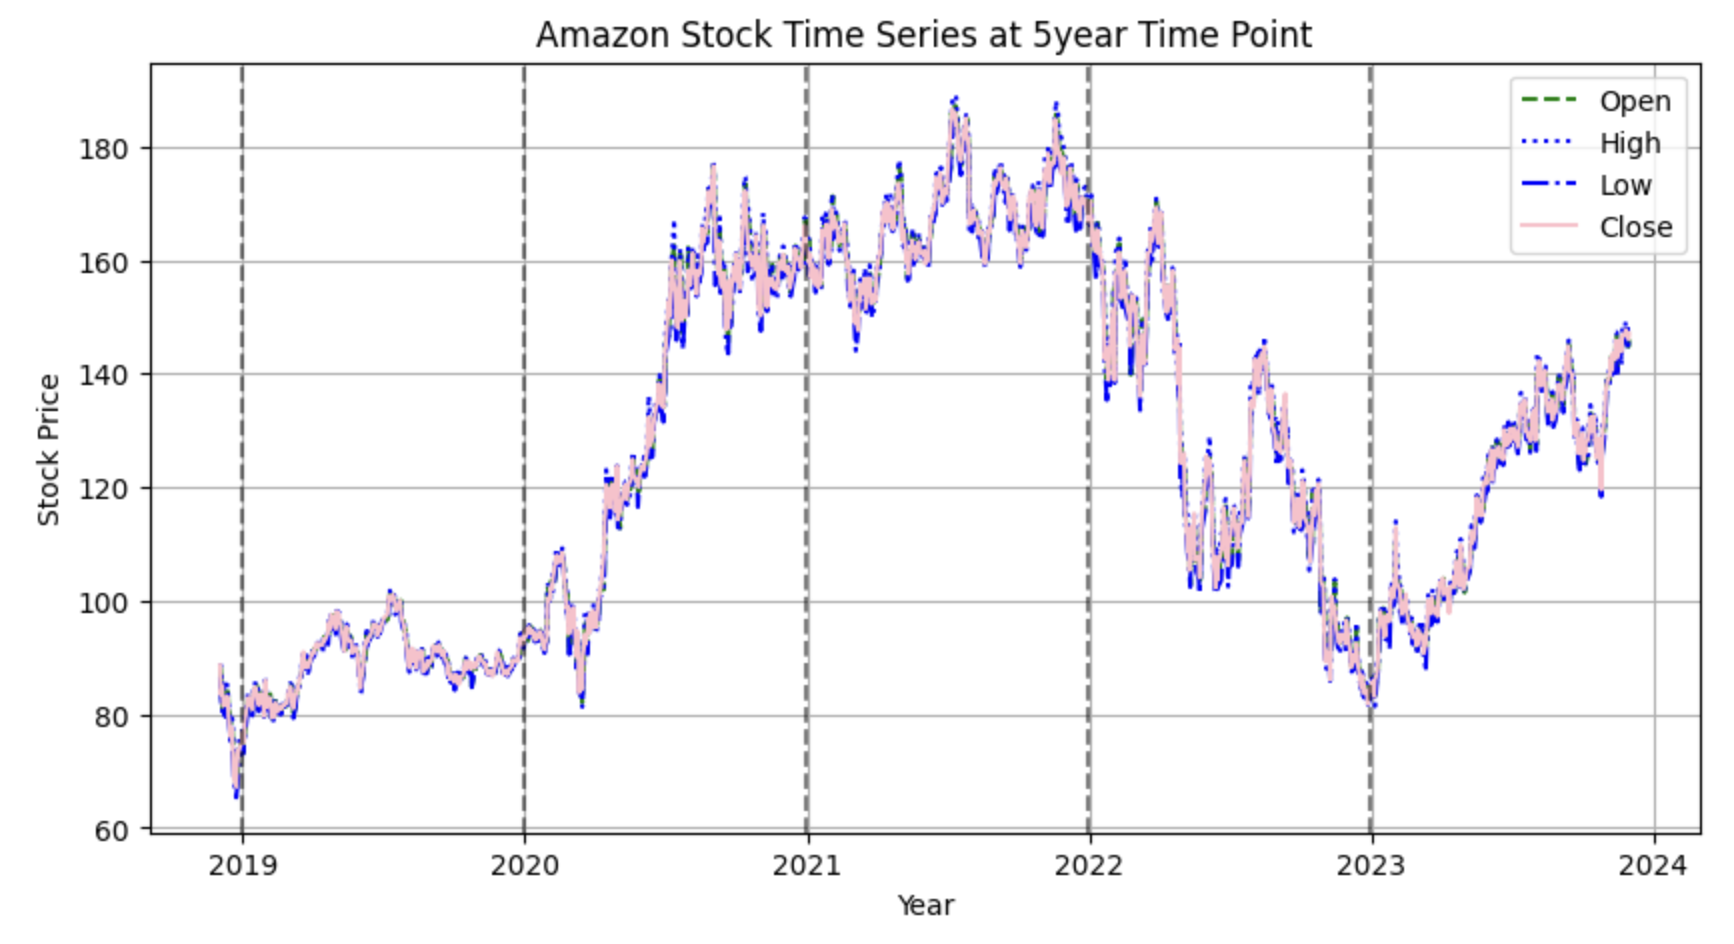 Amazon Stock Time Series at 5year Time Point
Open
High
Low
Close
180
160
140
120
100
80
60
Stock Price
2019 2020 2021 2022 2023 2024
Year